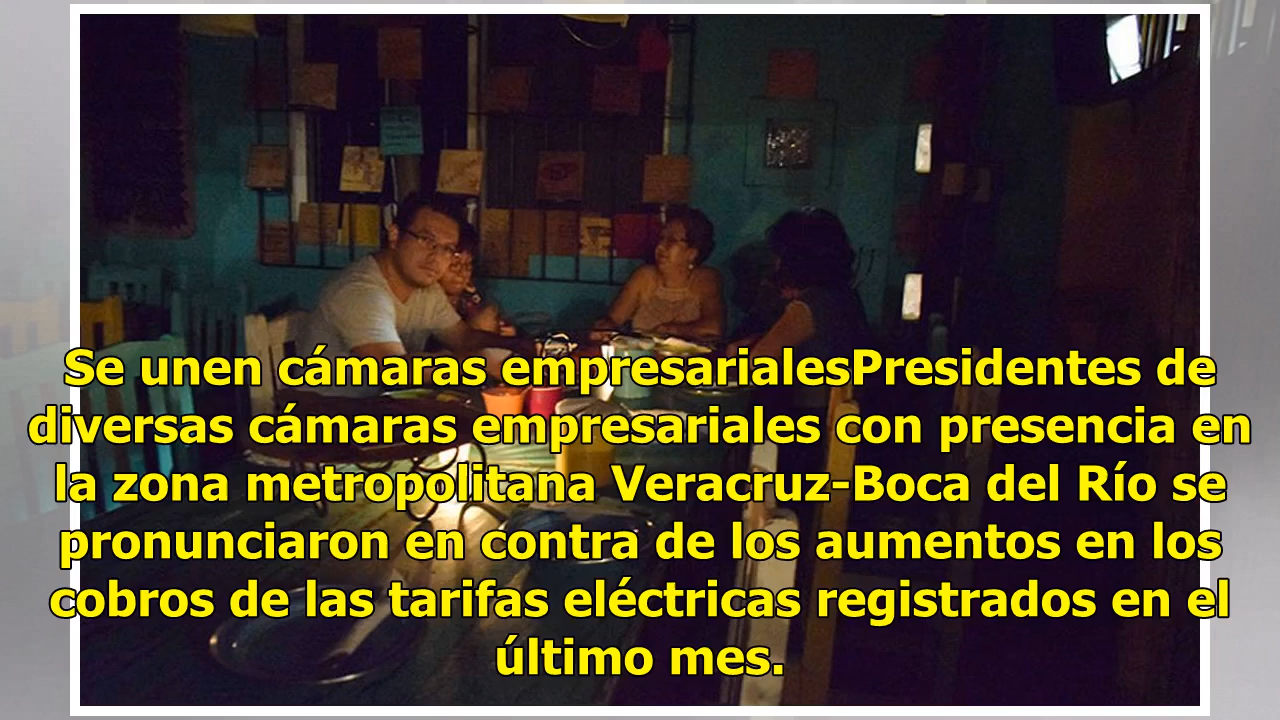 Se unen cámaras empresarialesPresidentes de
diversas cámaras empresariales con presencia en
la zona metropolitana Veracruz-Boca del Río se
pronunciaron en contra de los aumentos en los
cobros de las tarifas eléctricas registrados en el
último mes.